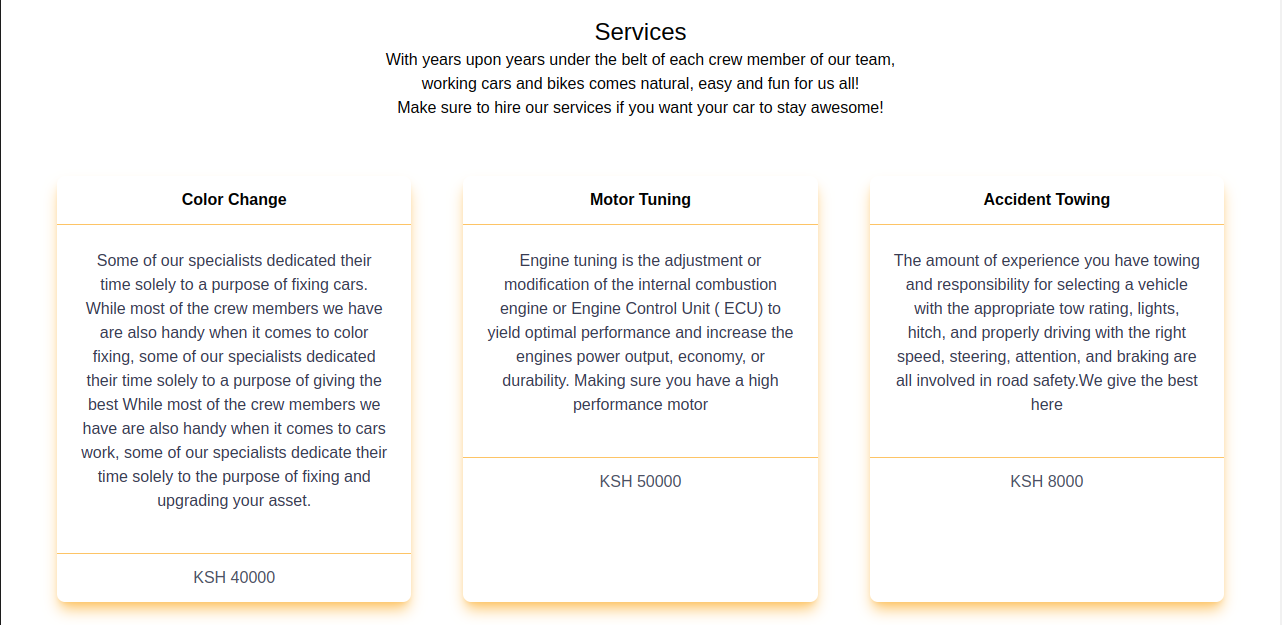 Services
With years upon years under the belt of each crew member of our team,
working cars and bikes comes natural, easy and fun for us all!
Make sure to hire our services if you want your car to stay awesome!
Color Change
Some of our specialists dedicated their
time solely to a purpose of fixing cars.
While most of the crew members we have
are also handy when it comes to color
fixing, some of our specialists dedicated
their time solely to a purpose of giving the
best While most of the crew members we
have are also handy when it comes to cars
work, some of our specialists dedicate their
time solely to the purpose of fixing and
upgrading your asset.
KSH 40000
Motor Tuning
Engine tuning is the adjustment or
modification of the internal combustion
engine or Engine Control Unit ( ECU) to
yield optimal performance and increase the
engines power output, economy, or
durability. Making sure you have a high
performance motor
KSH 50000
Accident Towing
The amount of experience you have towing
and responsibility for selecting a vehicle
with the appropriate tow rating, lights,
hitch, and properly driving with the right
speed, steering, attention, and braking are
all involved in road safety.We give the best
here
KSH 8000